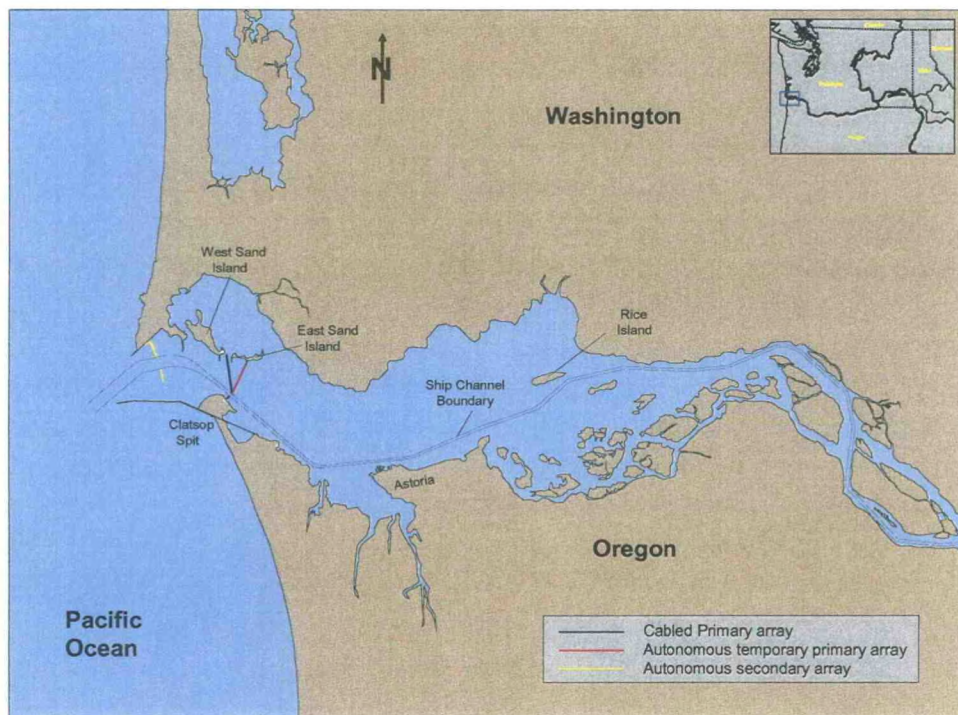 N
Washington
West Sand
Island
East Sand
Island
Rice
Island
Ship Channel
Boundary
Clatsop
Spit
Astoria
Oregon
Pacific
Ocean
Cabled Primary array
Autonomous temporary primary array
Autonomous secondary array